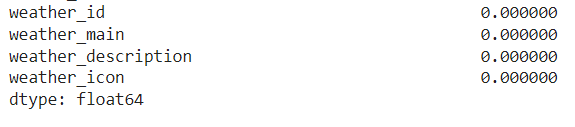 weather_id 0.000000
weather_main 0.000000
weather_description 0.000000
weather_icon 0.000000
dtype: float64